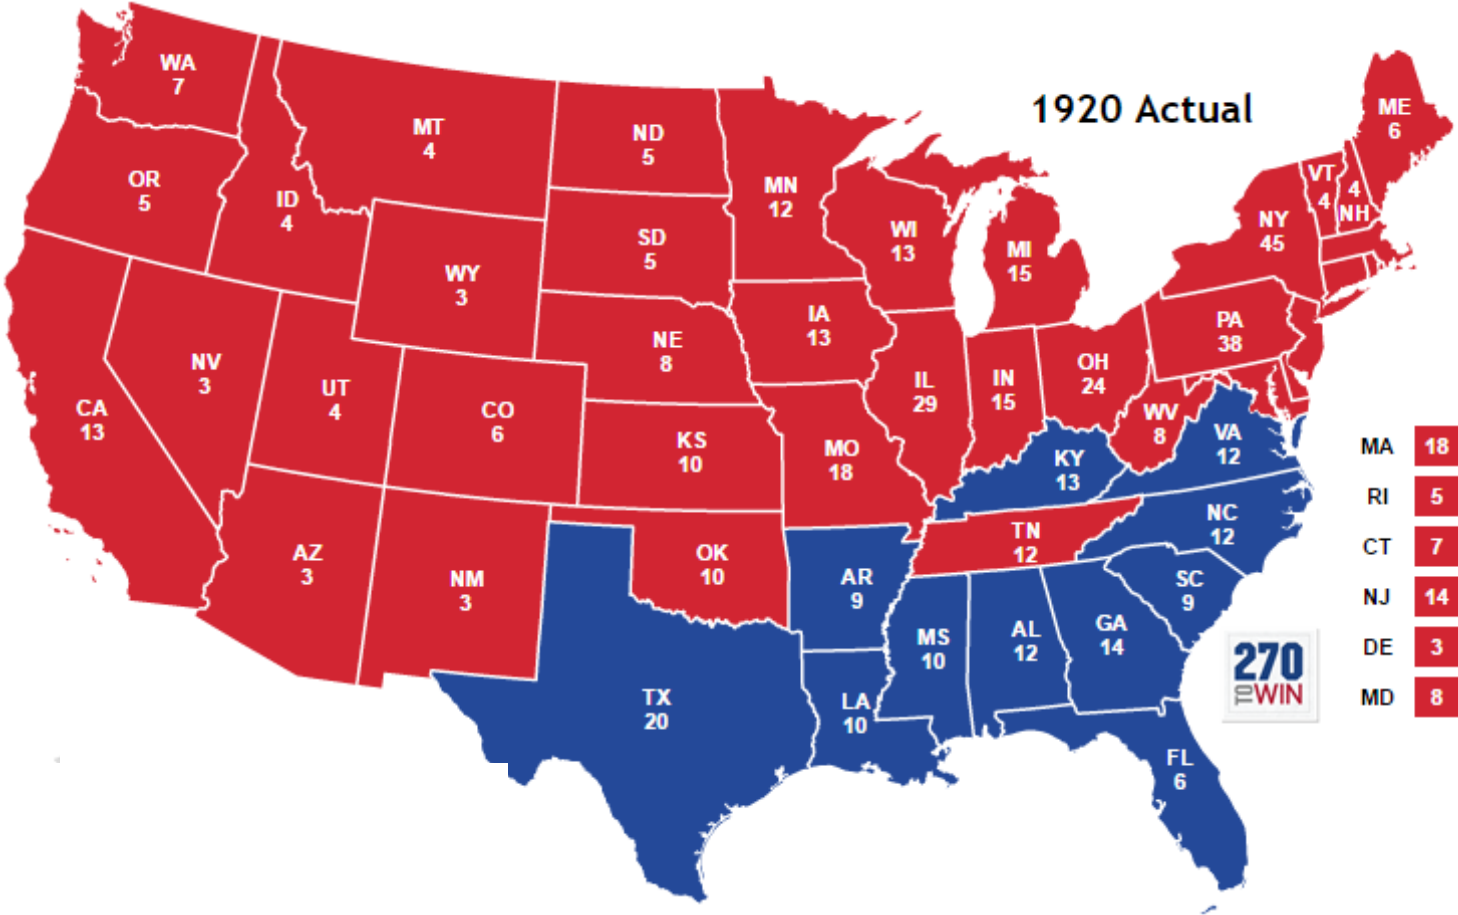 1920 Actual
WA
7
OR
5
CA
13
NV
3
ID
4
MT
4
WY
3
UT
4
AZ
3
CO
6
NM
3
ND
5
SD
5
NE
8
KS
10
OK
10
TX
20
MN
12
IA
13
MO
18
AR
9
LA
10
WI
13
IL
29
MI
15
IN
15
OH
24
KY
13
TN
12
MS
10
AL
12
GA
14
FL
6
SC
9
NC
12
VA
12
WV
8
PA
38
NY
45
VT
4
4
NH
ME
6
MA 18
RI 5
CT 7
NJ 14
DE 3
MD 8
270
TO WIN